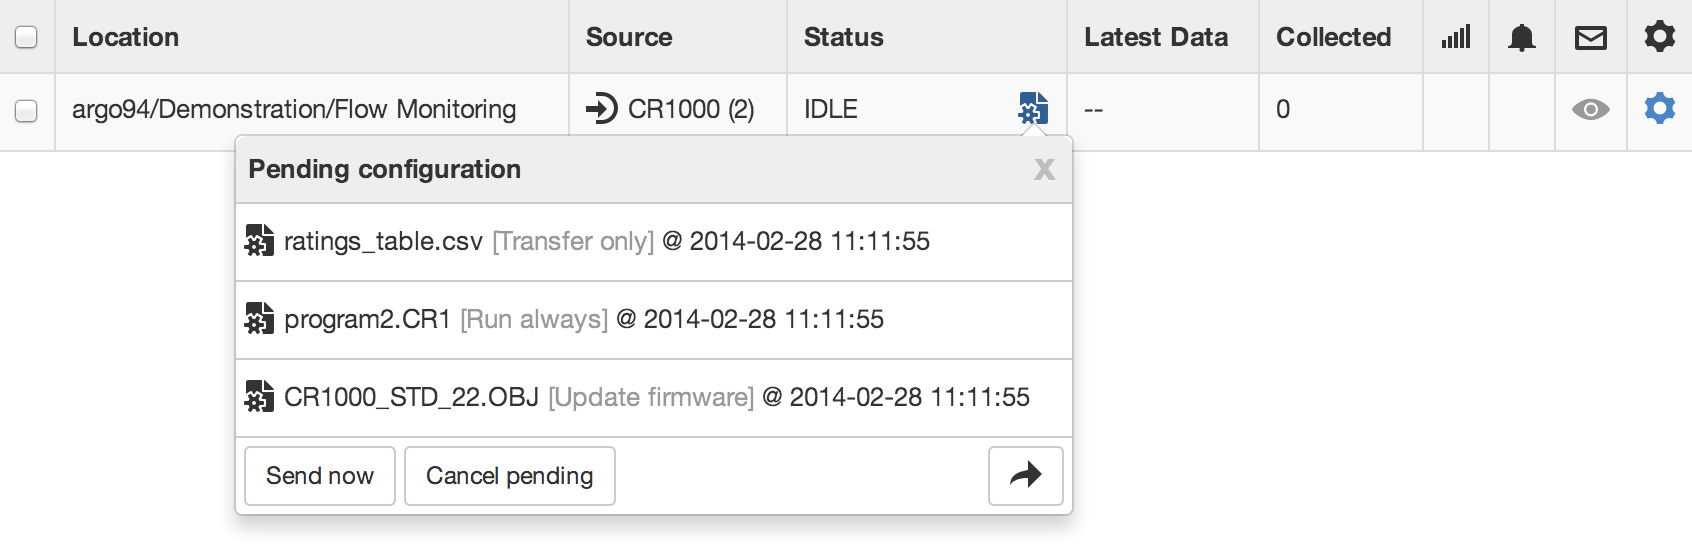 Location Source Status Latest Data Collected
argo94/Demonstration/Flow Monitoring CR1000 (2) IDLE -- 0
Pending configuration X
ratings_table.csv [Transfer only] @ 2014-02-28 11:11:55
program2.CR1 [Run always] @ 2014-02-28 11:11:55
CR1000_STD_22.OBJ [Update firmware] @ 2014-02-28 11:11:55
Send now Cancel pending